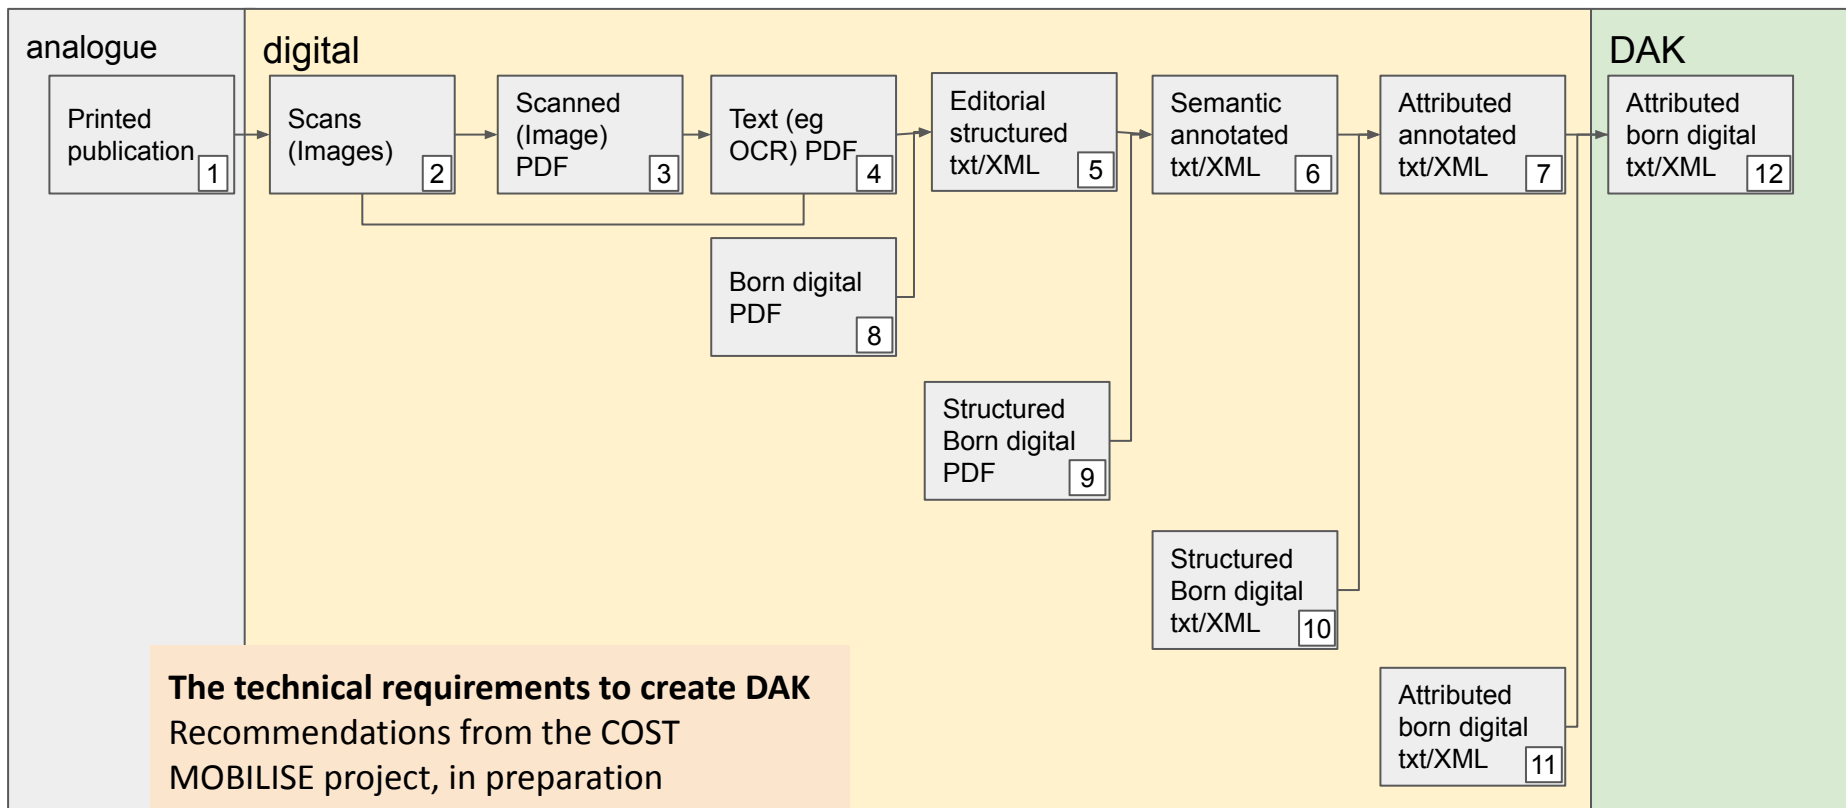 analogue
digital
DAK
Printed
publication
1
Scans
(Images)
2
Scanned
(Image)
PDF
3
Text (eg
OCR) PDF
4
Editorial
structured
txt/XML
5
Semantic
annotated
txt/XML
6
Attributed
annotated
txt/XML
7
Attributed
born digital
txt/XML
12
Born digital
PDF
8
Structured
Born digital
PDF
9
Structured
Born digital
txt/XML
10
Attributed
born digital
txt/XML
11
The technical requirements to create DAK
Recommendations from the COST
MOBILISE project, in preparation